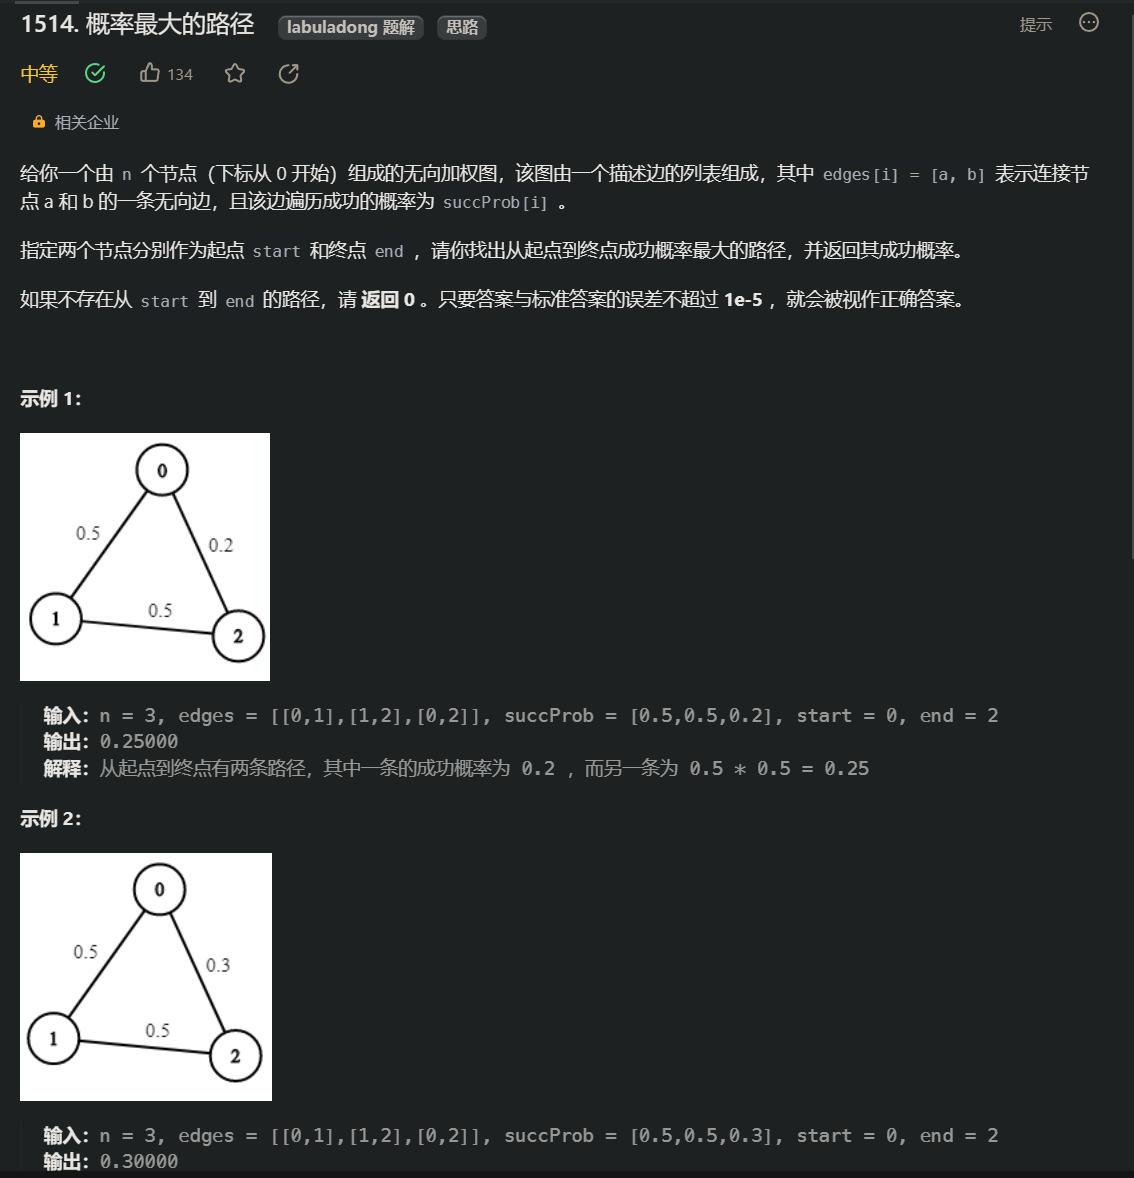 1514. 概率最大的路径 labuladong 题解 思路 提示
中等 134
相关企业
给你一个由 n 个节点（下标从 0 开始）组成的无向加权图，该图由一个描述边的列表组成，其中 edges[i] = [a, b] 表示连接节
点 a 和 b 的一条无向边，且该边遍历成功的概率为 succProb[i] 。
指定两个节点分别作为起点 start 和终点 end ，请你找出从起点到终点成功概率最大的路径，并返回其成功概率。
如果不存在从 start 到 end 的路径，请 返回 0 。只要答案与标准答案的误差不超过 1e-5 ，就会被视作正确答案。
示例 1：
0
0.5
0.2
0.5
1
2
输入：n = 3, edges = [[0,1],[1,2],[0,2]], succProb = [0.5,0.5,0.2], start = 0, end = 2
输出：0.25000
解释：从起点到终点有两条路径，其中一条的成功概率为 0.2 ，而另一条为 0.5 * 0.5 = 0.25
示例 2：
0
0.5
0.3
0.5
1
2
输入：n = 3, edges = [[0,1],[1,2],[0,2]], succProb = [0.5,0.5,0.3], start = 0, end = 2
输出：0.30000